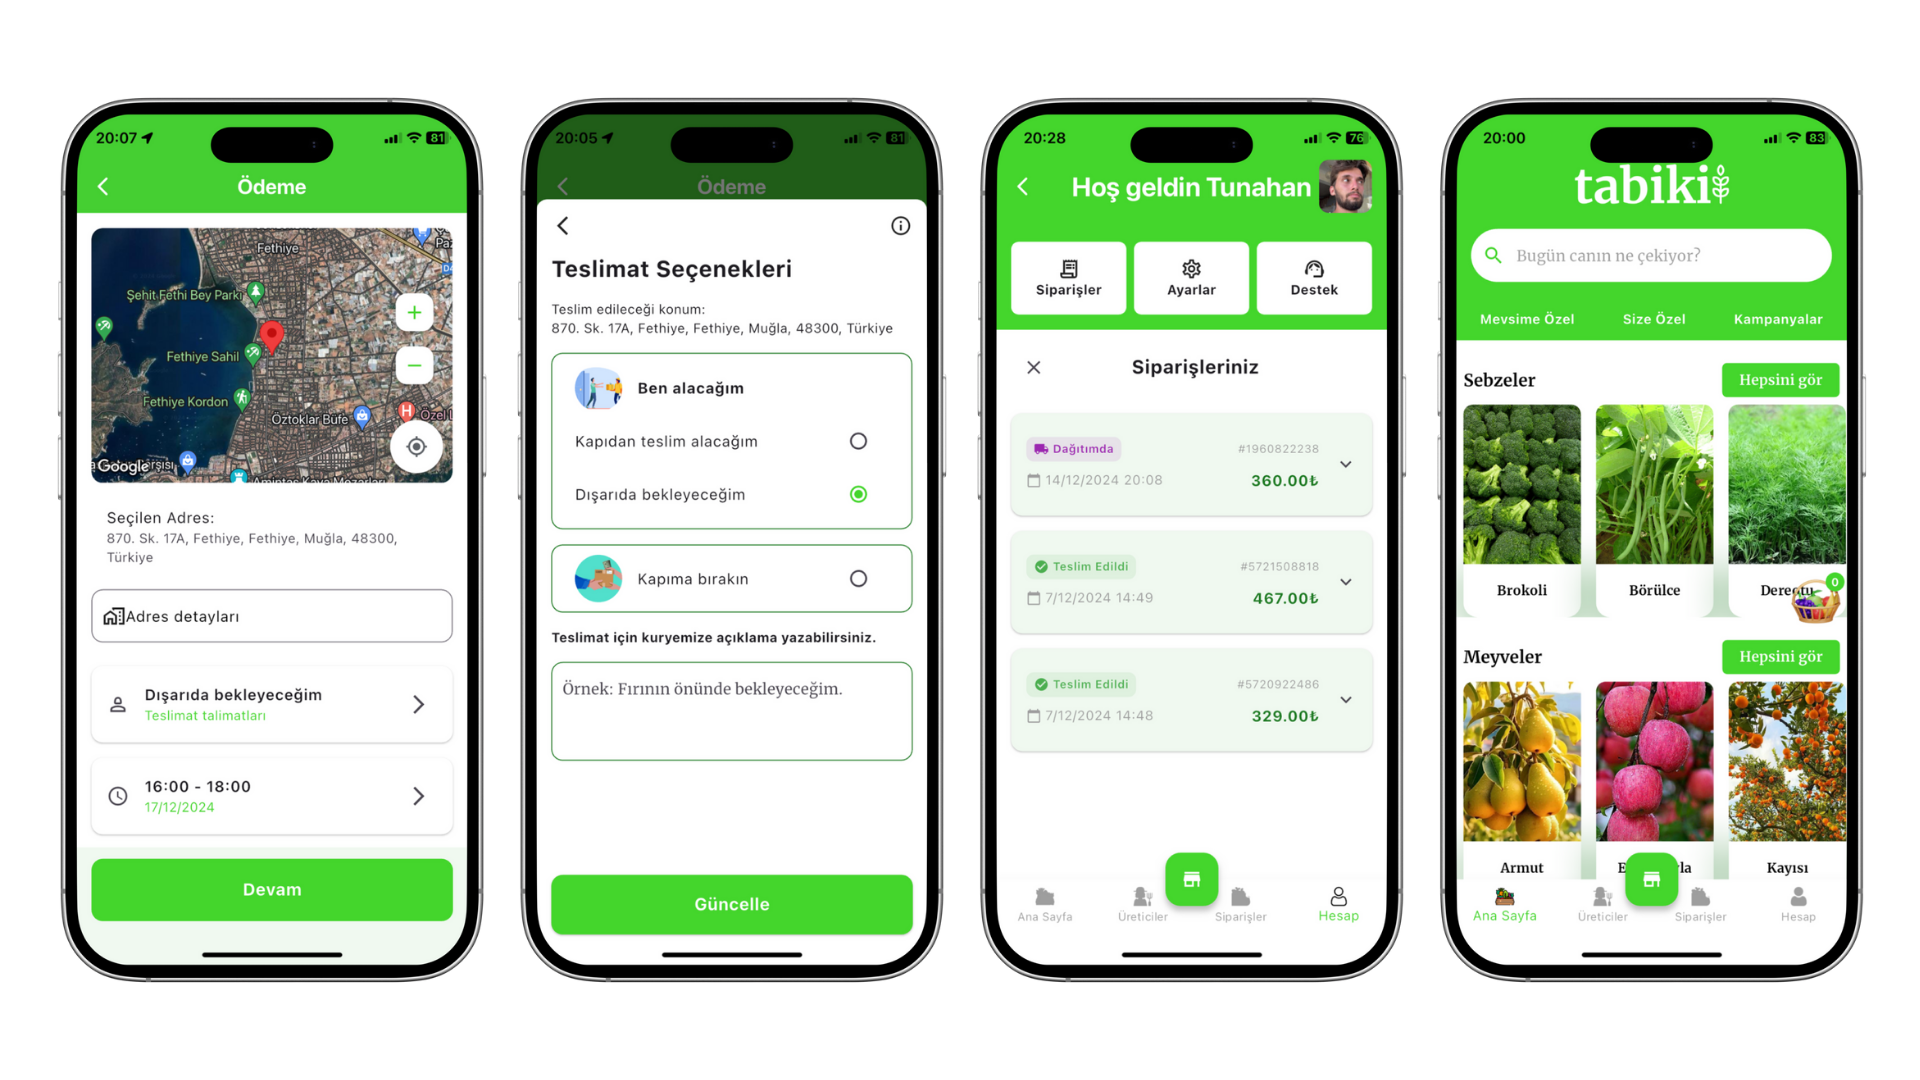 20:07
81
Ödeme
Fethiye
Paz
Şehit Fethi Bey Parkı
+
Fethiye Sahil
−
Fethiye Kordon
Öztoklar Büfe
H
Özel
Google
Amintas Kaya Mezarları
Seçilen Adres:
870. Sk. 17A, Fethiye, Fethiye, Muğla, 48300,
Türkiye
Adres detayları
Dışarıda bekleyeceğim
Teslimat talimatları
16:00 - 18:00
17/12/2024
Devam
20:05
81
Ödeme
Teslimat Seçenekleri
Teslim edileceği konum:
870. Sk. 17A, Fethiye, Fethiye, Muğla, 48300, Türkiye
Ben alacağım
Kapıdan teslim alacağım
Dışarıda bekleyeceğim
Kapıma bırakın
Teslimat için kuryemize açıklama yazabilirsiniz.
Örnek: Fırının önünde bekleyeceğim.
Güncelle
20:28
76
Hoş geldin Tunahan
Siparişler
Ayarlar
Destek
Siparişleriniz
Dağıtımda
#1960822238
14/12/2024 20:08
360.00₺
Teslim Edildi
#5721508818
7/12/2024 14:49
467.00₺
Teslim Edildi
#5720922486
7/12/2024 14:48
329.00₺
Ana Sayfa
Üreticiler
Siparişler
Hesap
20:00
83
tabiki
Bugün canın ne çekiyor?
Mevsime Özel
Size Özel
Kampanyalar
Sebzeler
Hepsini gör
Brokoli
Börülce
Dereotu
0
Meyveler
Hepsini gör
Armut
Kayısı
Ana Sayfa
Üreticiler
Siparişler
Hesap